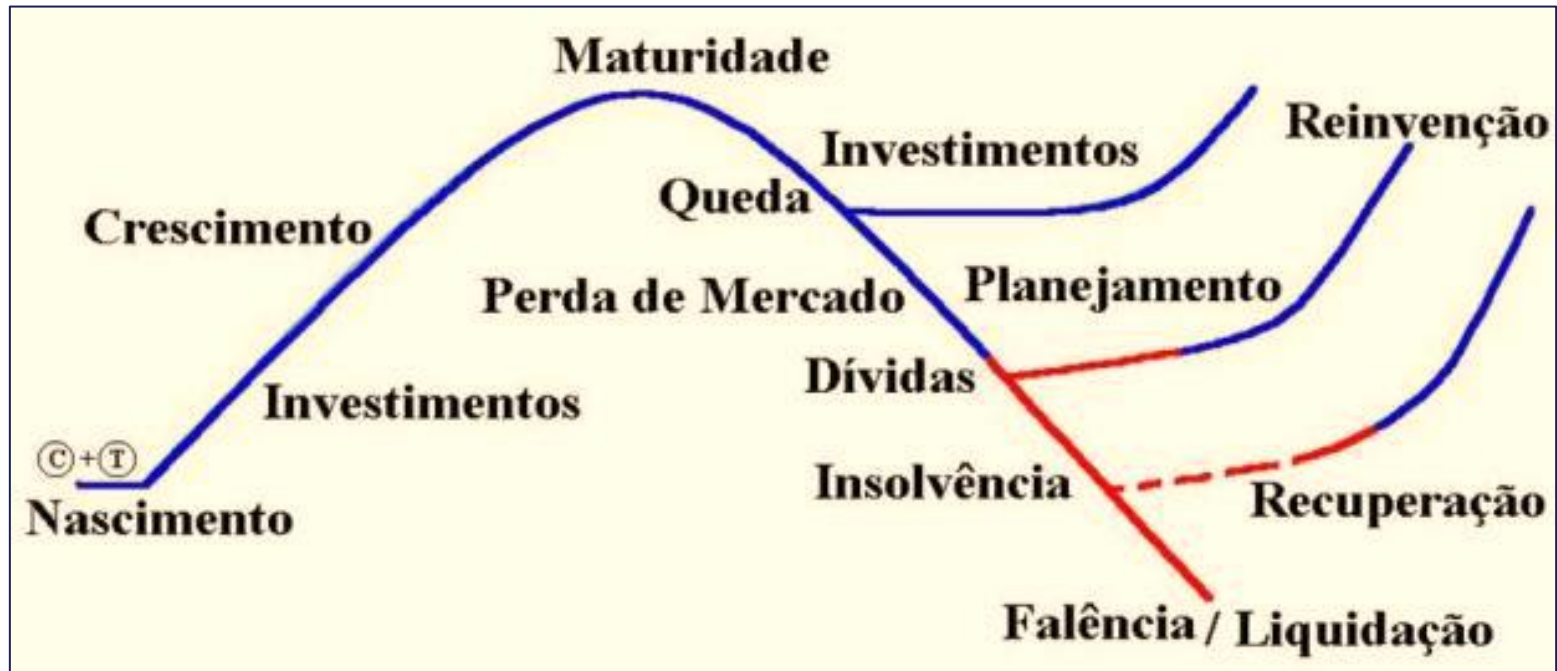 Maturidade
Investimentos
Reinvenção
Queda
Crescimento
Perda de Mercado
Planejamento
Dívidas
Investimentos
Ⓒ+Ⓣ
Nascimento
Insolvência
Recuperação
Falência / Liquidação